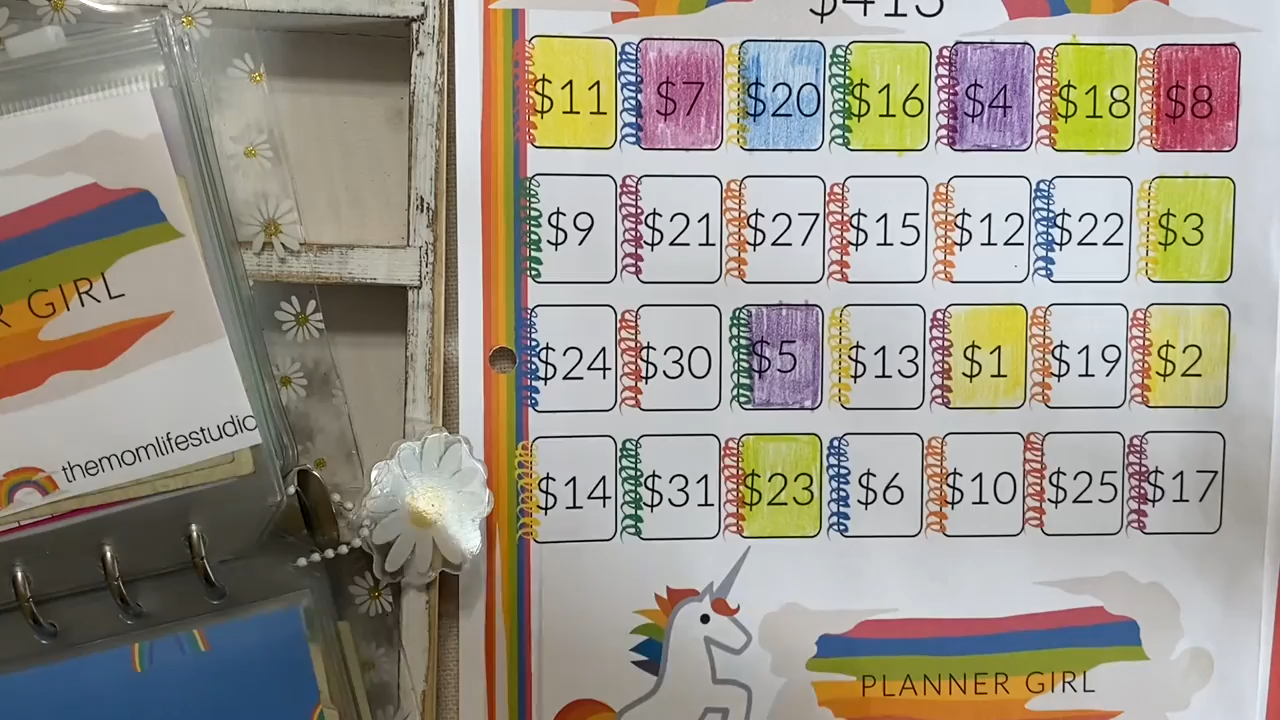 $413
$11 $7 $20 $16 $4 $18 $8
$9 $21 $27 $15 $12 $22 $3
$24 $30 $5 $13 $1 $19 $2
$14 $31 $23 $6 $10 $25 $17
PLANNER GIRL
R GIRL
themomlifestudio